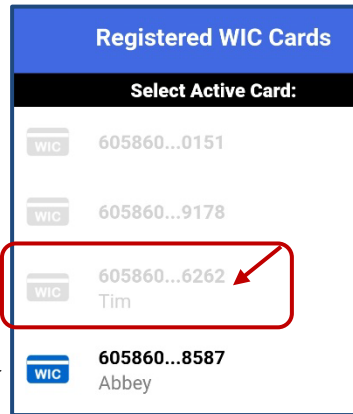 Registered WIC Cards
Select Active Card:
WIC 605860...0151
WIC 605860...9178
605860...6262
WIC
Tim
605860...8587
WIC
Abbey